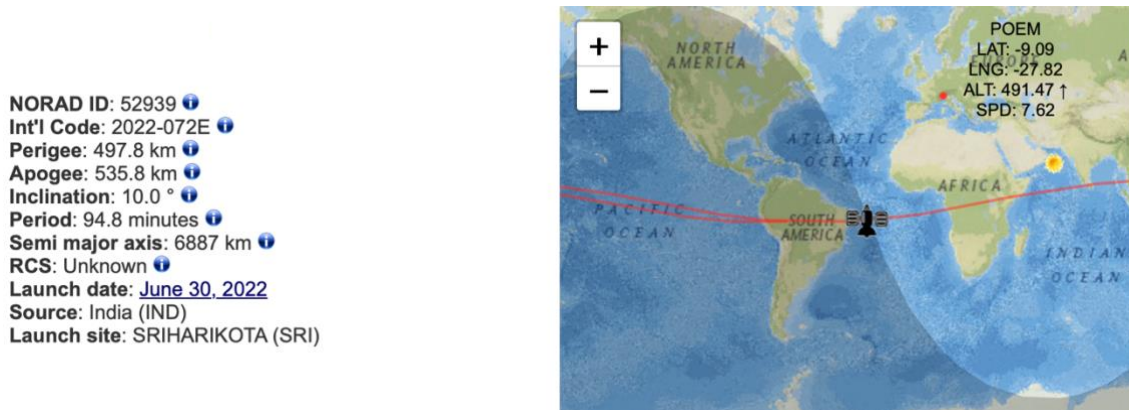 NORAD ID: 52939
Int'l Code: 2022-072E
Perigee: 497.8 km
Apogee: 535.8 km
Inclination: 10.0 °
Period: 94.8 minutes
Semi major axis: 6887 km
RCS: Unknown
Launch date: June 30, 2022
Source: India (IND)
Launch site: SRIHARIKOTA (SRI)
+
−
POEM
LAT: -9.09
LNG: -27.82
ALT: 491.47 ↑
SPD: 7.62
NORTH
AMERICA
EUROPE
A
ATLANTIC
OCEAN
AFRICA
PACIFIC
OCEAN
SOUTH
AMERICA
INDIAN
OCEAN